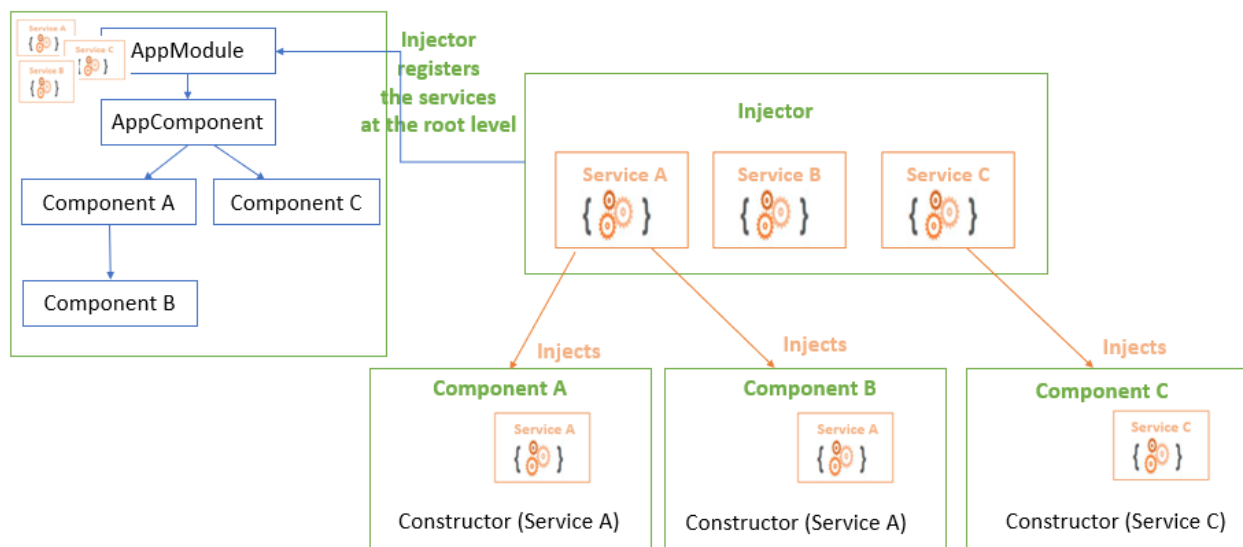 Service A
Service C
Service B
AppModule
AppComponent
Component A
Component C
Component B
Injector
registers
the services
at the root level
Injector
Service A
Service B
Service C
Injects
Injects
Injects
Component A
Service A
Constructor (Service A)
Component B
Service A
Constructor (Service A)
Component C
Service C
Constructor (Service C)